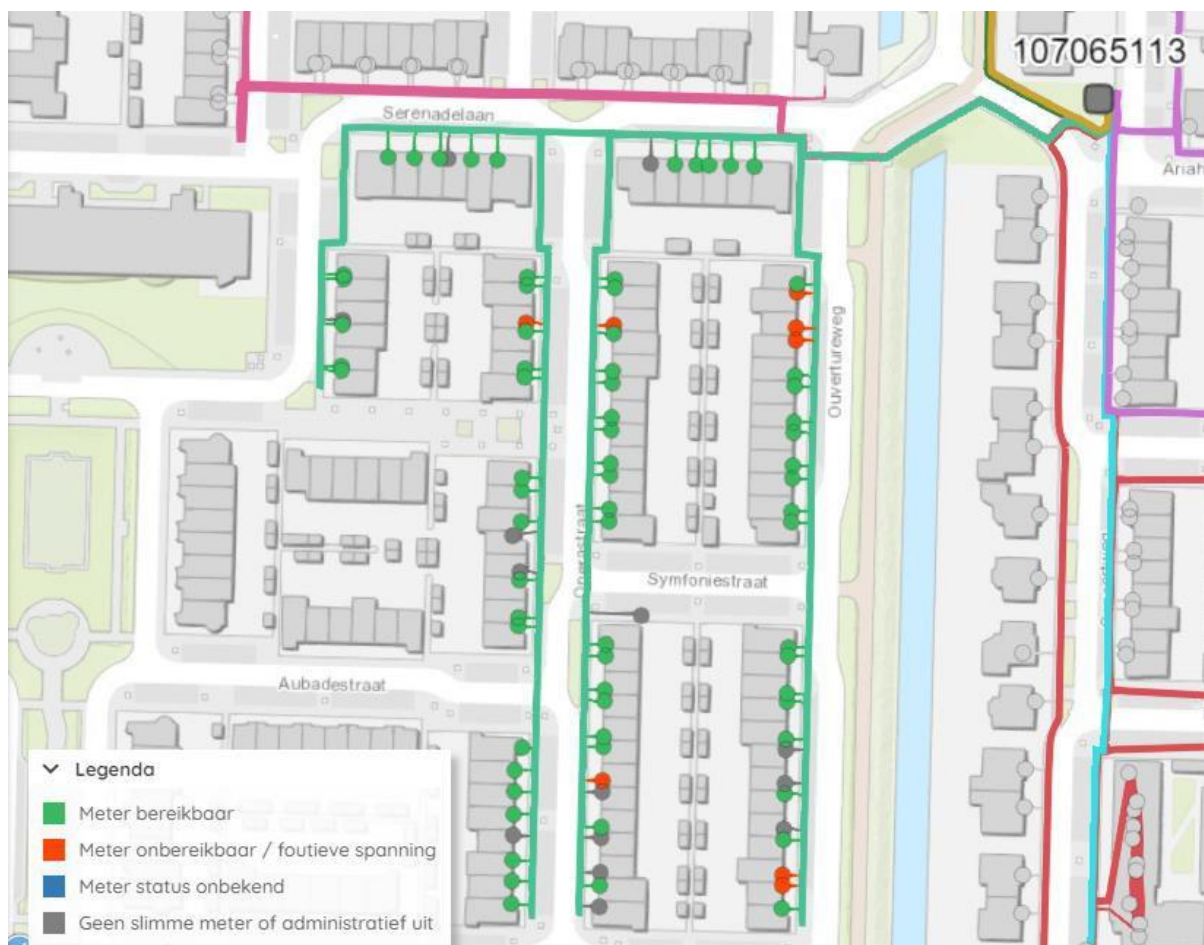 107065113
Serenadelaan
Ariah
Ouvertureweg
Operastraat
Symfoniestraat
Aubadestraat
Legenda
Meter bereikbaar
Meter onbereikbaar / foutieve spanning
Meter status onbekend
Geen slimme meter of administratief uit